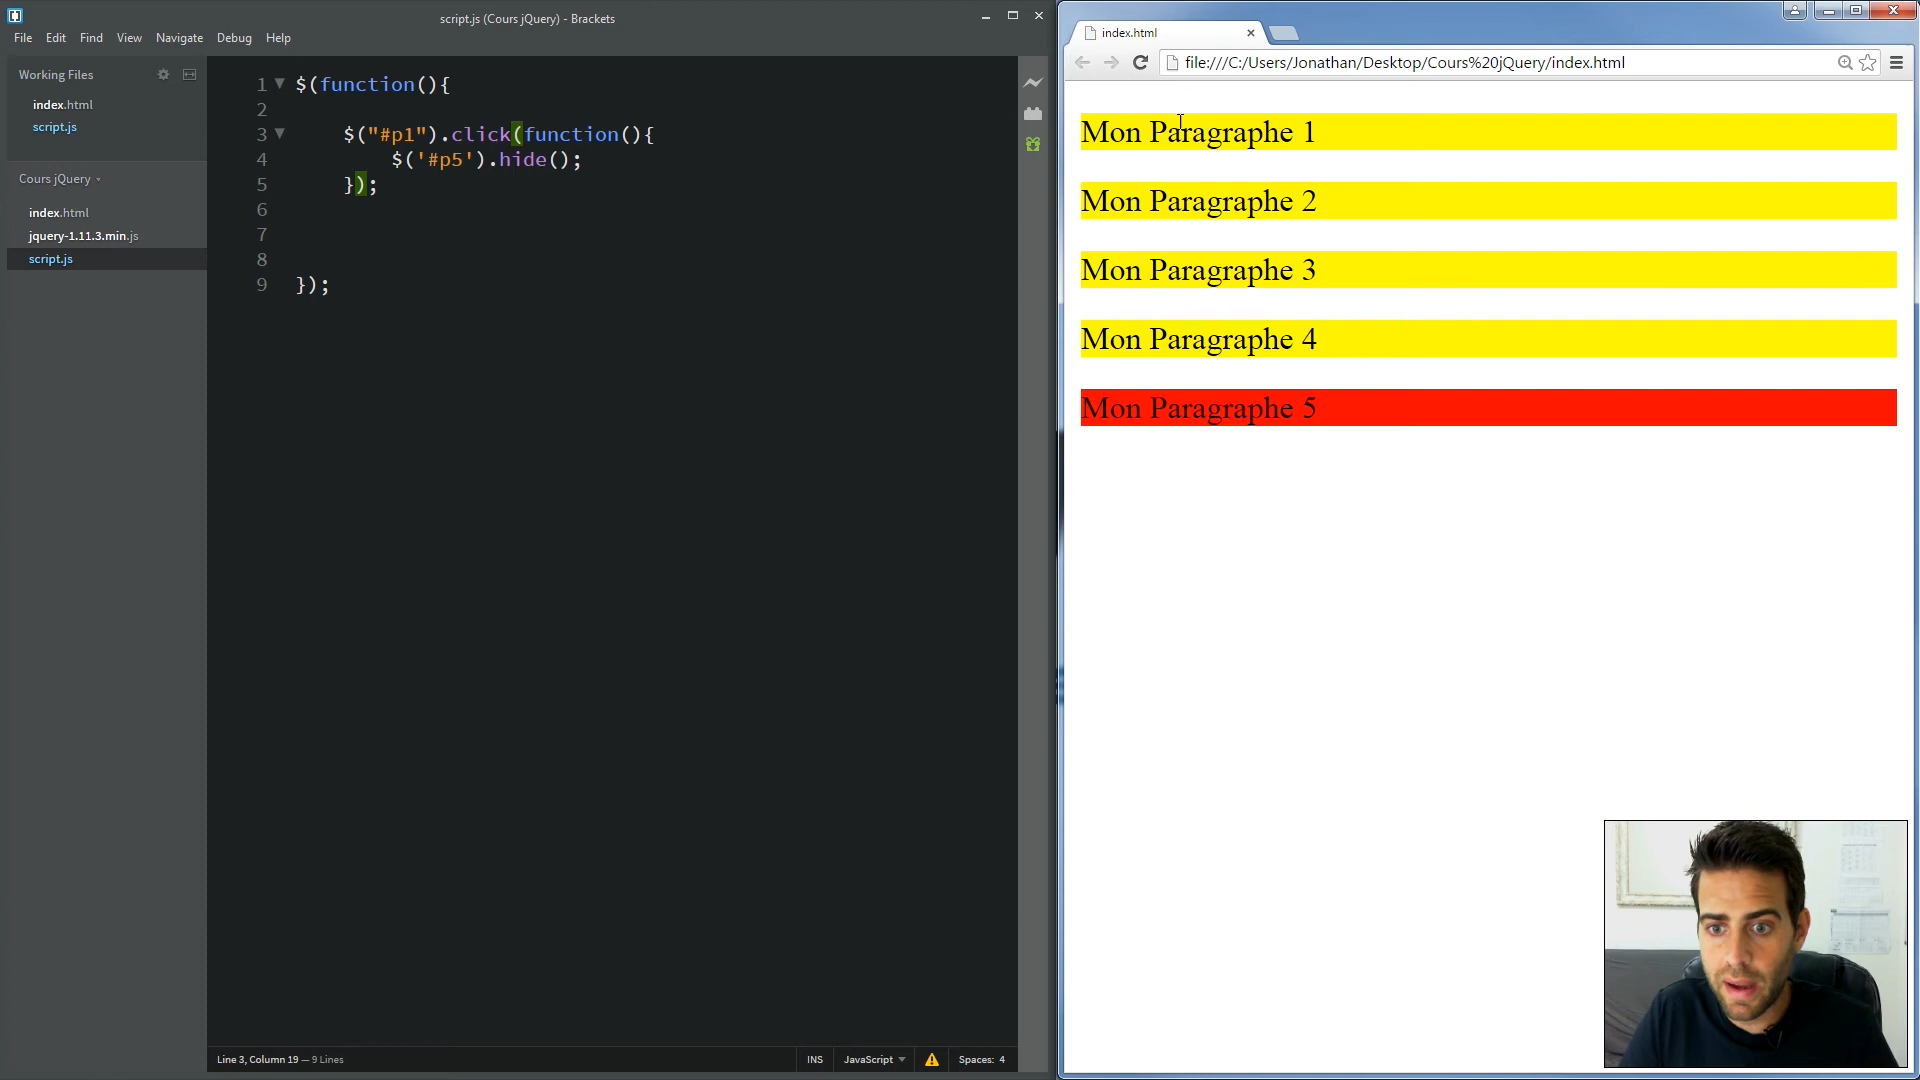 script.js (Cours jQuery) - Brackets
File Edit Find View Navigate Debug Help
Working Files
index.html
script.js
Cours jQuery
index.html
jquery-1.11.3.min.js
script.js
1 $(function(){
2
3 $("#p1").click(function(){
4 $('#p5').hide();
5 });
6
7
8
9 });
Line 3, Column 19 — 9 Lines
INS JavaScript Spaces: 4
index.html
file:///C:/Users/Jonathan/Desktop/Cours%20jQuery/index.html
Mon Paragraphe 1
Mon Paragraphe 2
Mon Paragraphe 3
Mon Paragraphe 4
Mon Paragraphe 5